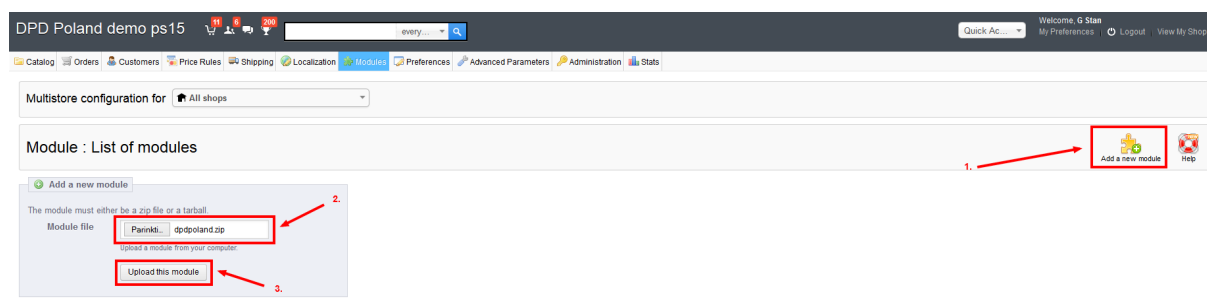 DPD Poland demo ps15
11
6
200
every...
Quick Ac...
Welcome, G Stan
My Preferences
Logout
View My Shop
Catalog
Orders
Customers
Price Rules
Shipping
Localization
Modules
Preferences
Advanced Parameters
Administration
Stats
Multistore configuration for
All shops
Module : List of modules
1.
Add a new module
Help
Add a new module
The module must either be a zip file or a tarball.
2.
Module file
Parinkti...
dpdpoland.zip
Upload a module from your computer.
Upload this module
3.